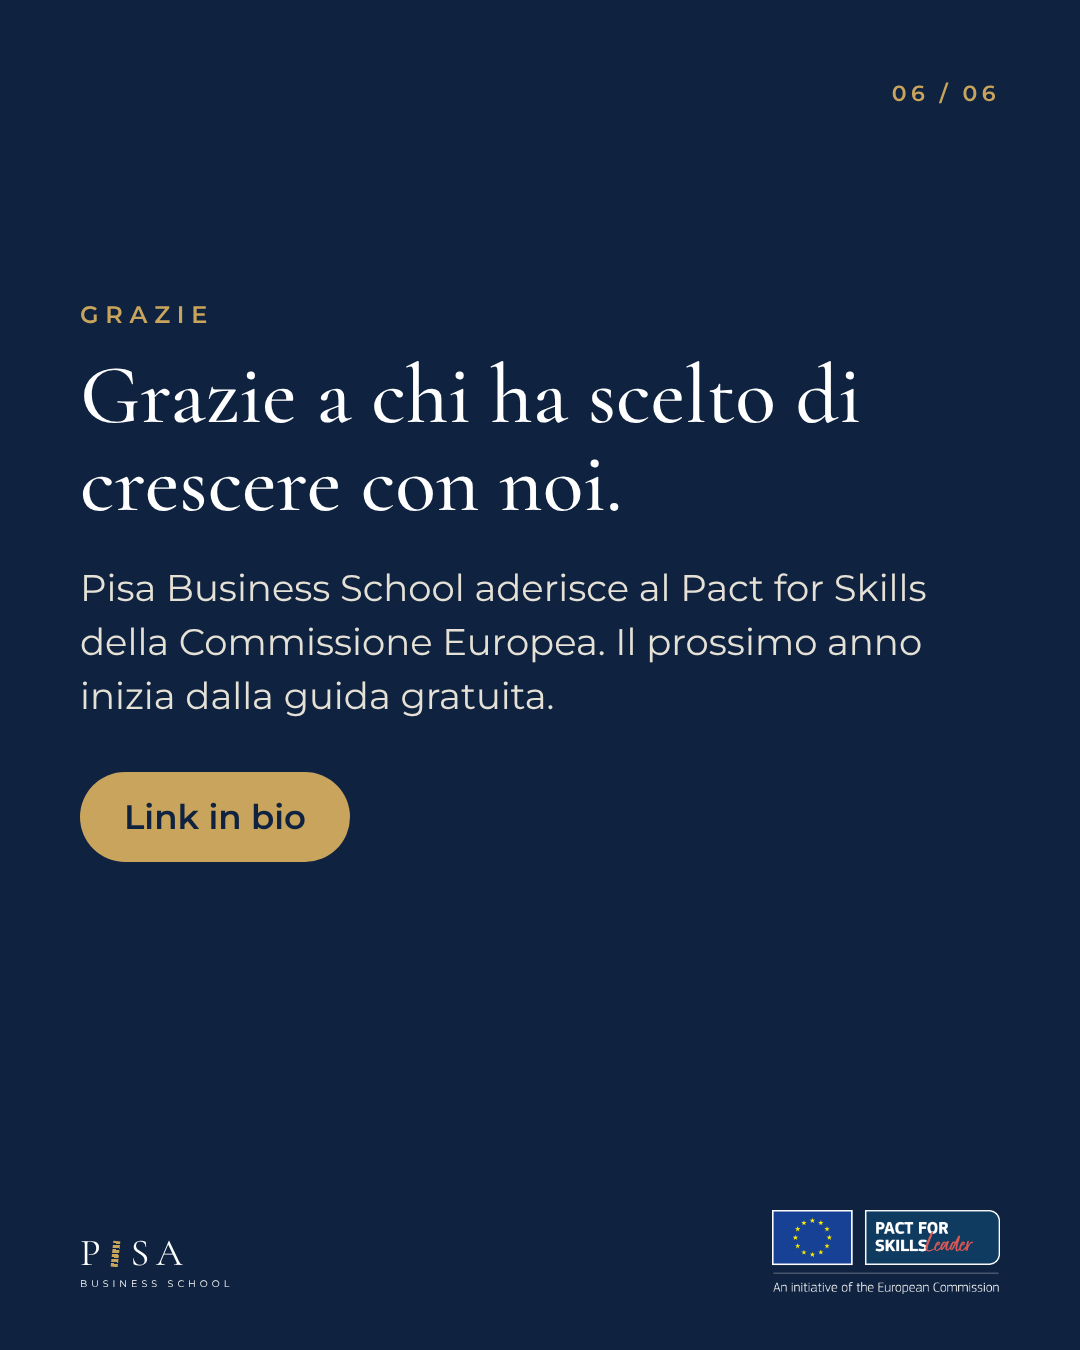 06 / 06
GRAZIE
Grazie a chi ha scelto di
crescere con noi.
Pisa Business School aderisce al Pact for Skills
della Commissione Europea. Il prossimo anno
inizia dalla guida gratuita.
Link in bio
PISA
BUSINESS SCHOOL
PACT FOR
SKILLS Leader
An initiative of the European Commission